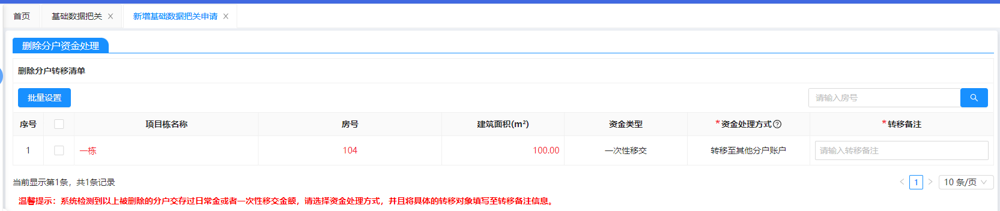 首页 基础数据把关 新增基础数据把关申请
删除分户资金处理
删除分户转移清单
批量设置 请输入房号
序号 项目栋名称 房号 建筑面积(m²) 资金类型 *资金处理方式 *转移备注
1 一栋 104 100.00 一次性移交 转移至其他分户账户 请输入转移备注
当前显示第1条，共1条记录 1 10 条/页
温馨提示：系统检测到以上被删除的分户交存过日常金或者一次性移交金额，请选择资金处理方式，并且将具体的转移对象填写至转移备注信息。